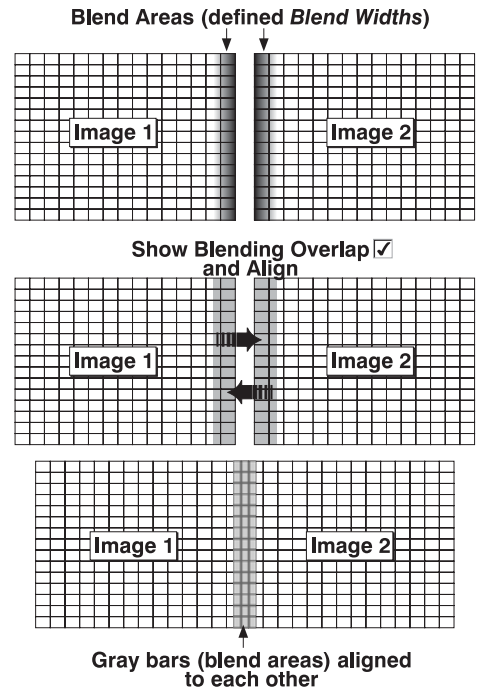 Blend Areas (defined Blend Widths)
Image 1
Image 2
Show Blending Overlap ☑
and Align
Image 1
Image 2
Image 1
Image 2
Gray bars (blend areas) aligned
to each other